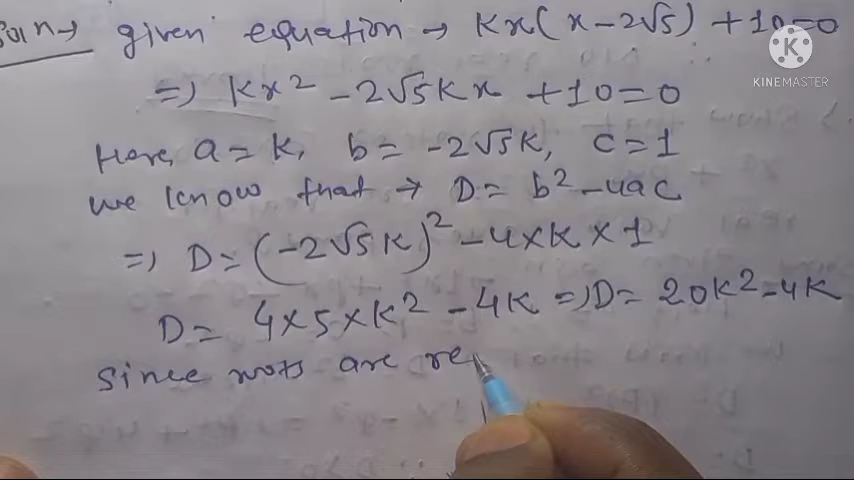 Soln→ given equation → Kx(x-2√5) +10=0
K
KINEMASTER
=) Kx² -2√5Kx +10=0
Here, a=K, b= -2√5K, c=1
we know that → D= b²-4ac
=) D= (-2√5K)² -4×K×1
D= 4×5×K² -4K =) D= 20K²-4K
Since roots are re